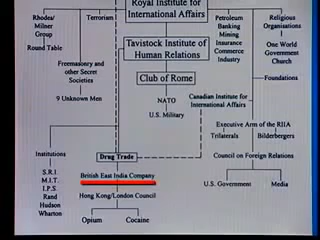 Royal Institute for
International Affairs
Rhodes/
Milner
Group
Round Table
Terrorism
Freemasonry and
other Secret
Societies
9 Unknown Men
Tavistock Institute of
Human Relations
Club of Rome
NATO
U.S. Military
Petroleum
Banking
Mining
Insurance
Commerce
Industry
Religious
Organisations
One World
Government
Church
Foundations
Canadian Institute for
International Affairs
Executive Arm of the RIIA
Trilaterals
Bilderbergers
Council on Foreign Relations
U.S. Government
Media
Institutions
S.R.I.
M.I.T.
I.P.S.
Rand
Hudson
Wharton
Drug Trade
British East India Company
Hong Kong/London Council
Opium
Cocaine